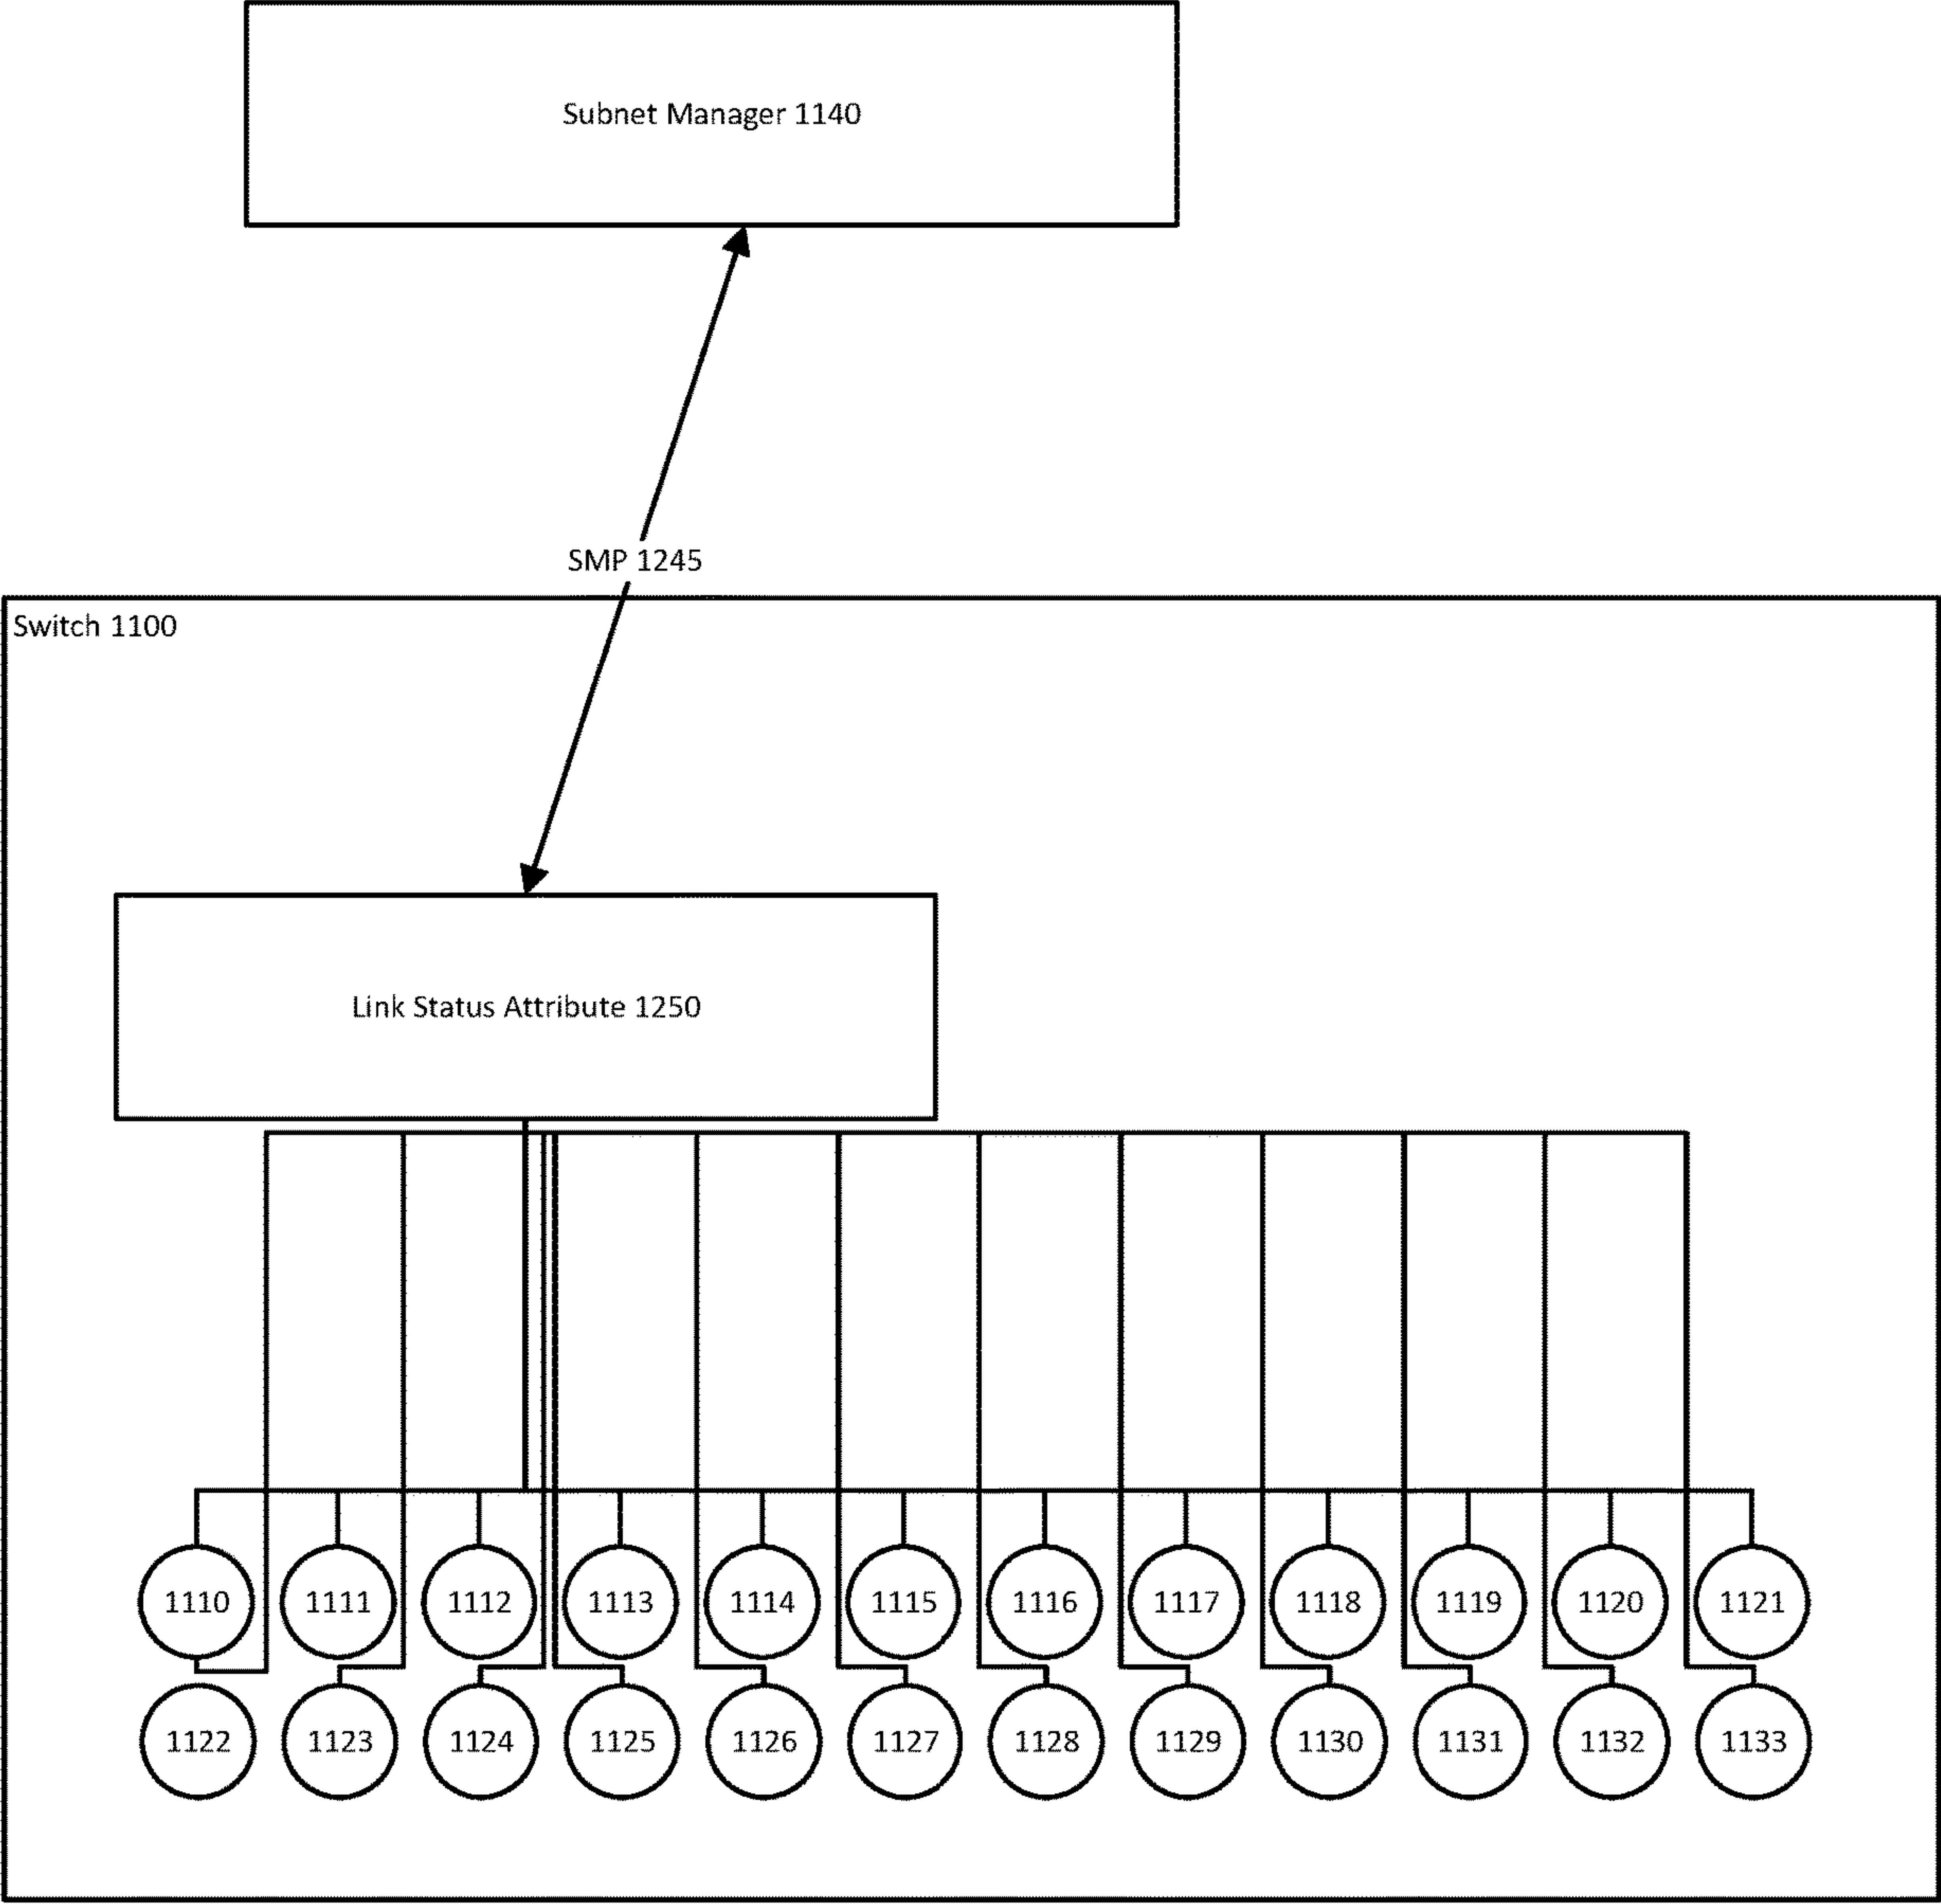 Subnet Manager 1140
SMP 1245
Switch 1100
Link Status Attribute 1250
1110 1111 1112 1113 1114 1115 1116 1117 1118 1119 1120 1121
1122 1123 1124 1125 1126 1127 1128 1129 1130 1131 1132 1133